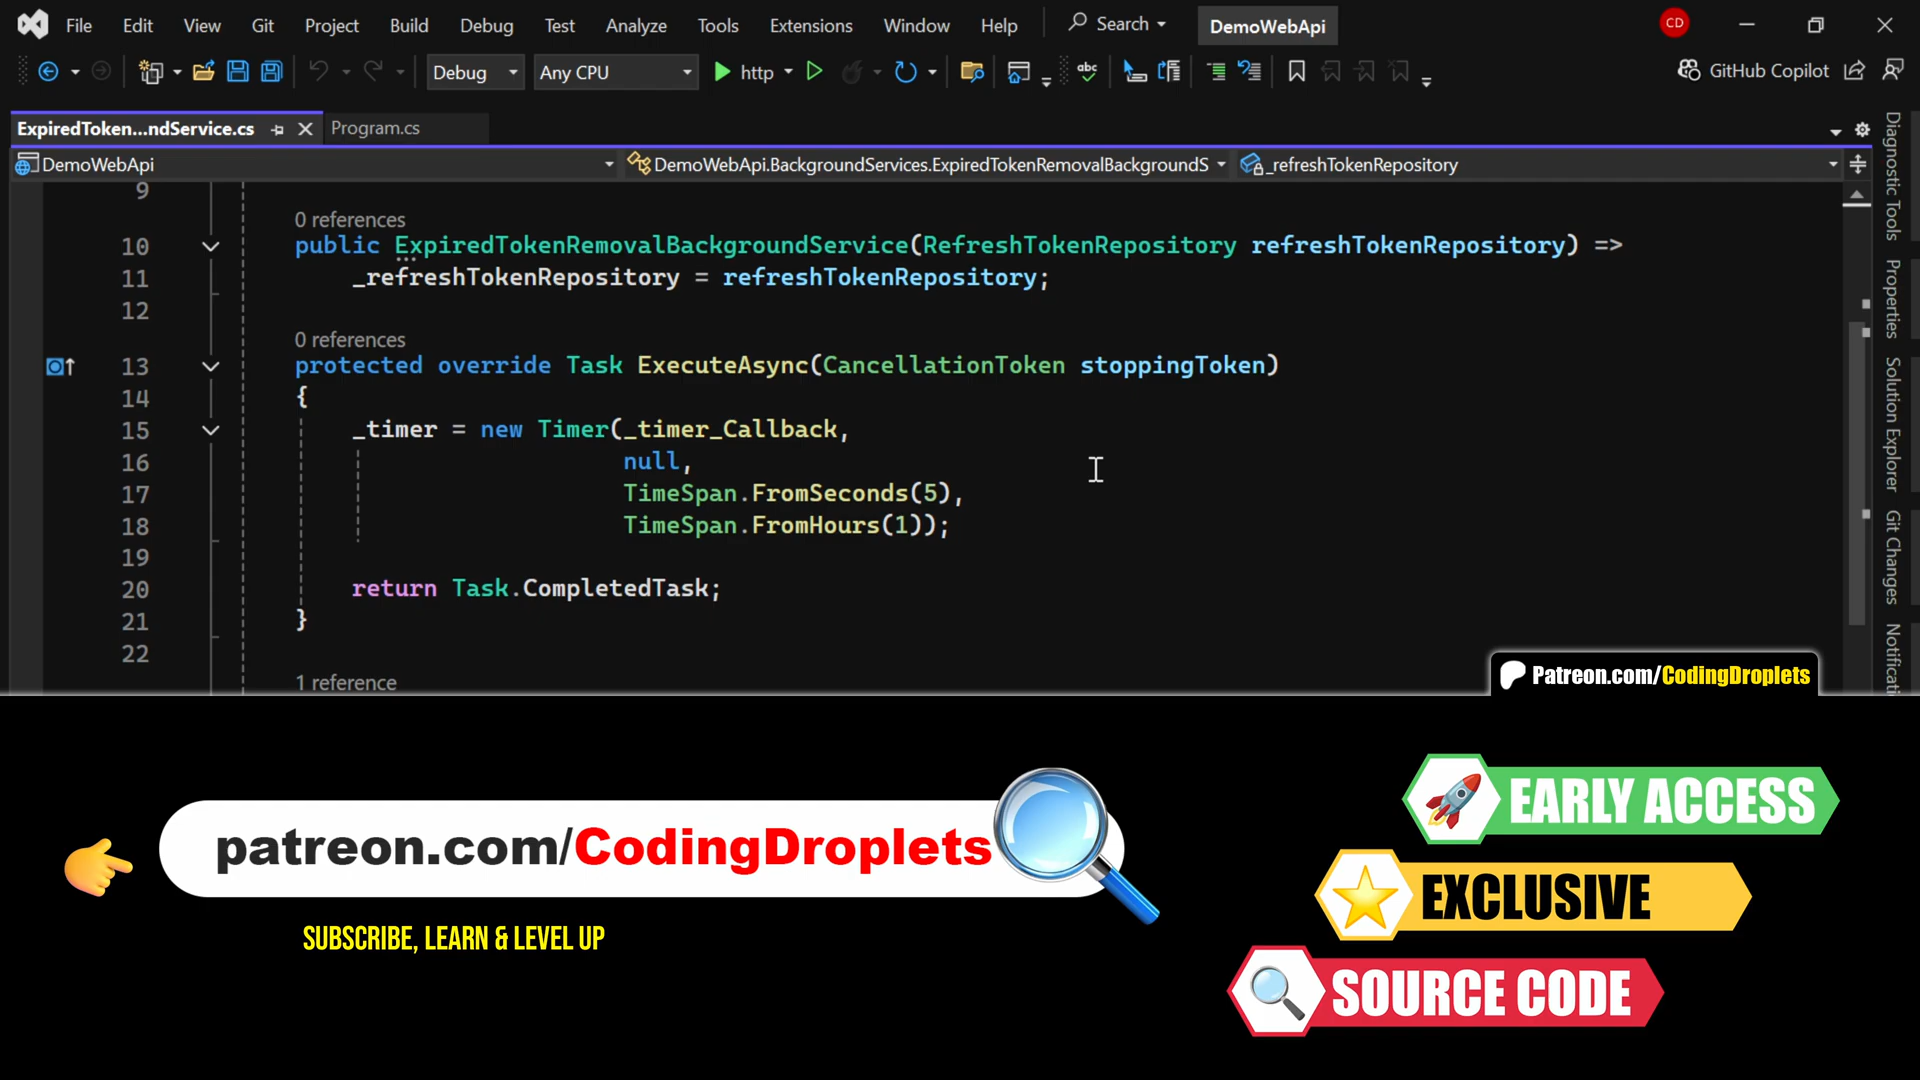 File Edit View Git Project Build Debug Test Analyze Tools Extensions Window Help Search DemoWebApi CD
Debug Any CPU http abc GitHub Copilot
ExpiredToken...ndService.cs Program.cs
DemoWebApi DemoWebApi.BackgroundServices.ExpiredTokenRemovalBackgroundS _refreshTokenRepository
9
0 references
10 public ExpiredTokenRemovalBackgroundService(RefreshTokenRepository refreshTokenRepository) =>
11 _refreshTokenRepository = refreshTokenRepository;
12
0 references
13 protected override Task ExecuteAsync(CancellationToken stoppingToken)
14 {
15 _timer = new Timer(_timer_Callback,
16 null,
17 TimeSpan.FromSeconds(5),
18 TimeSpan.FromHours(1));
19
20 return Task.CompletedTask;
21 }
22
1 reference
Diagnostic Tools
Properties
Solution Explorer
Git Changes
Notificati
Patreon.com/CodingDroplets
patreon.com/CodingDroplets
SUBSCRIBE, LEARN & LEVEL UP
EARLY ACCESS
EXCLUSIVE
SOURCE CODE